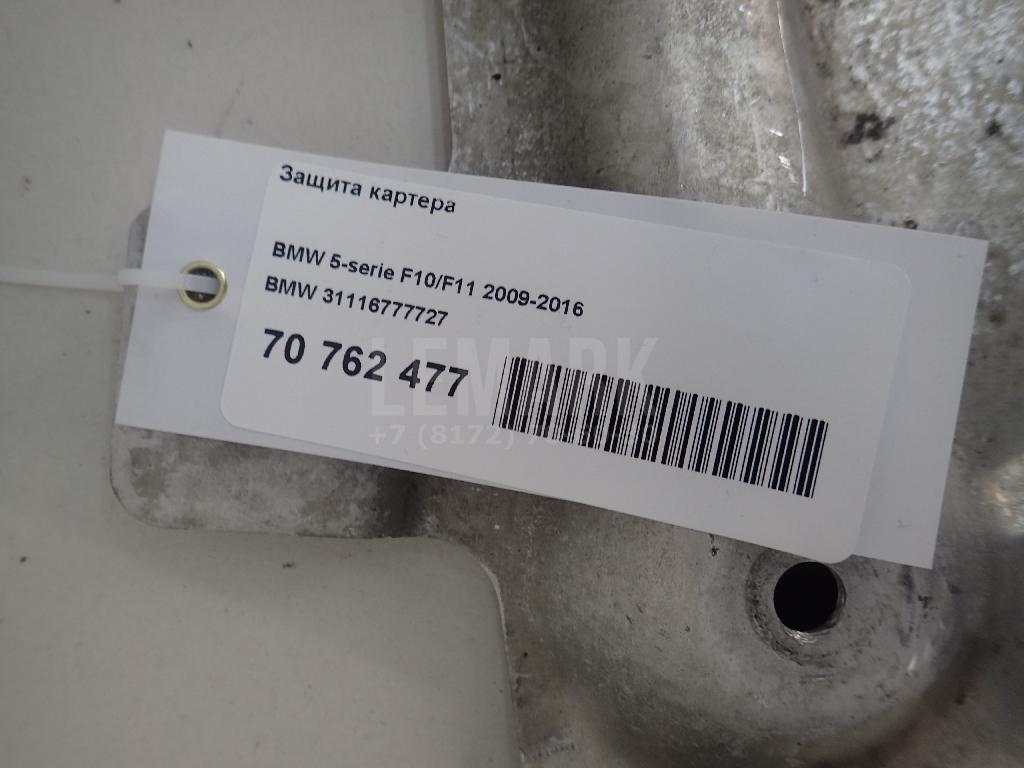 Защита картера
BMW 5-serie F10/F11 2009-2016
BMW 31116777727
70 762 477
LEMARK
+7 (8172)